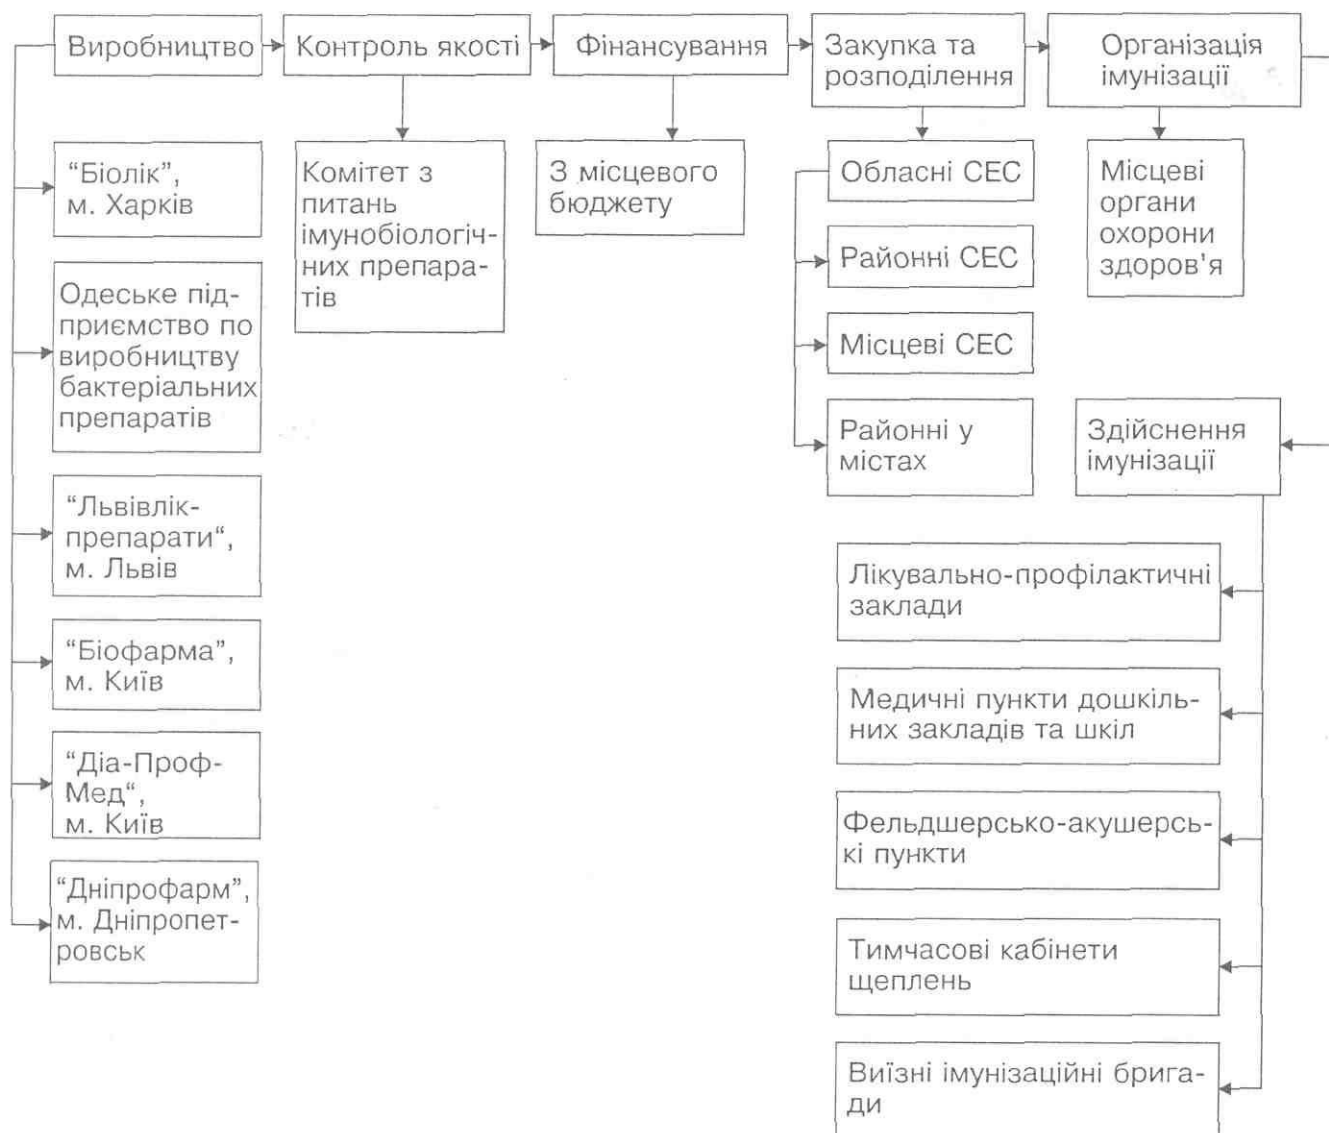 Виробництво
Контроль якості
Фінансування
Закупка та
розподілення
Організація
імунізації
“Біолік”,
м. Харків
Одеське під-
приємство по
виробництву
бактеріальних
препаратів
“Львівлік-
препарати“,
м. Львів
“Біофарма”,
м. Київ
“Діа-Проф-
Мед“,
м. Київ
“Дніпрофарм”,
м. Дніпропет-
ровськ
Комітет з
питань
імунобіологіч-
них препара-
тів
З місцевого
бюджету
Обласні СЕС
Районні СЕС
Місцеві СЕС
Районні у
містах
Місцеві
органи
охорони
здоров'я
Здійснення
імунізації
Лікувально-профілактичні
заклади
Медичні пункти дошкіль-
них закладів та шкіл
Фельдшерсько-акушерсь-
кі пункти
Тимчасові кабінети
щеплень
Виїзні імунізаційні брига-
ди